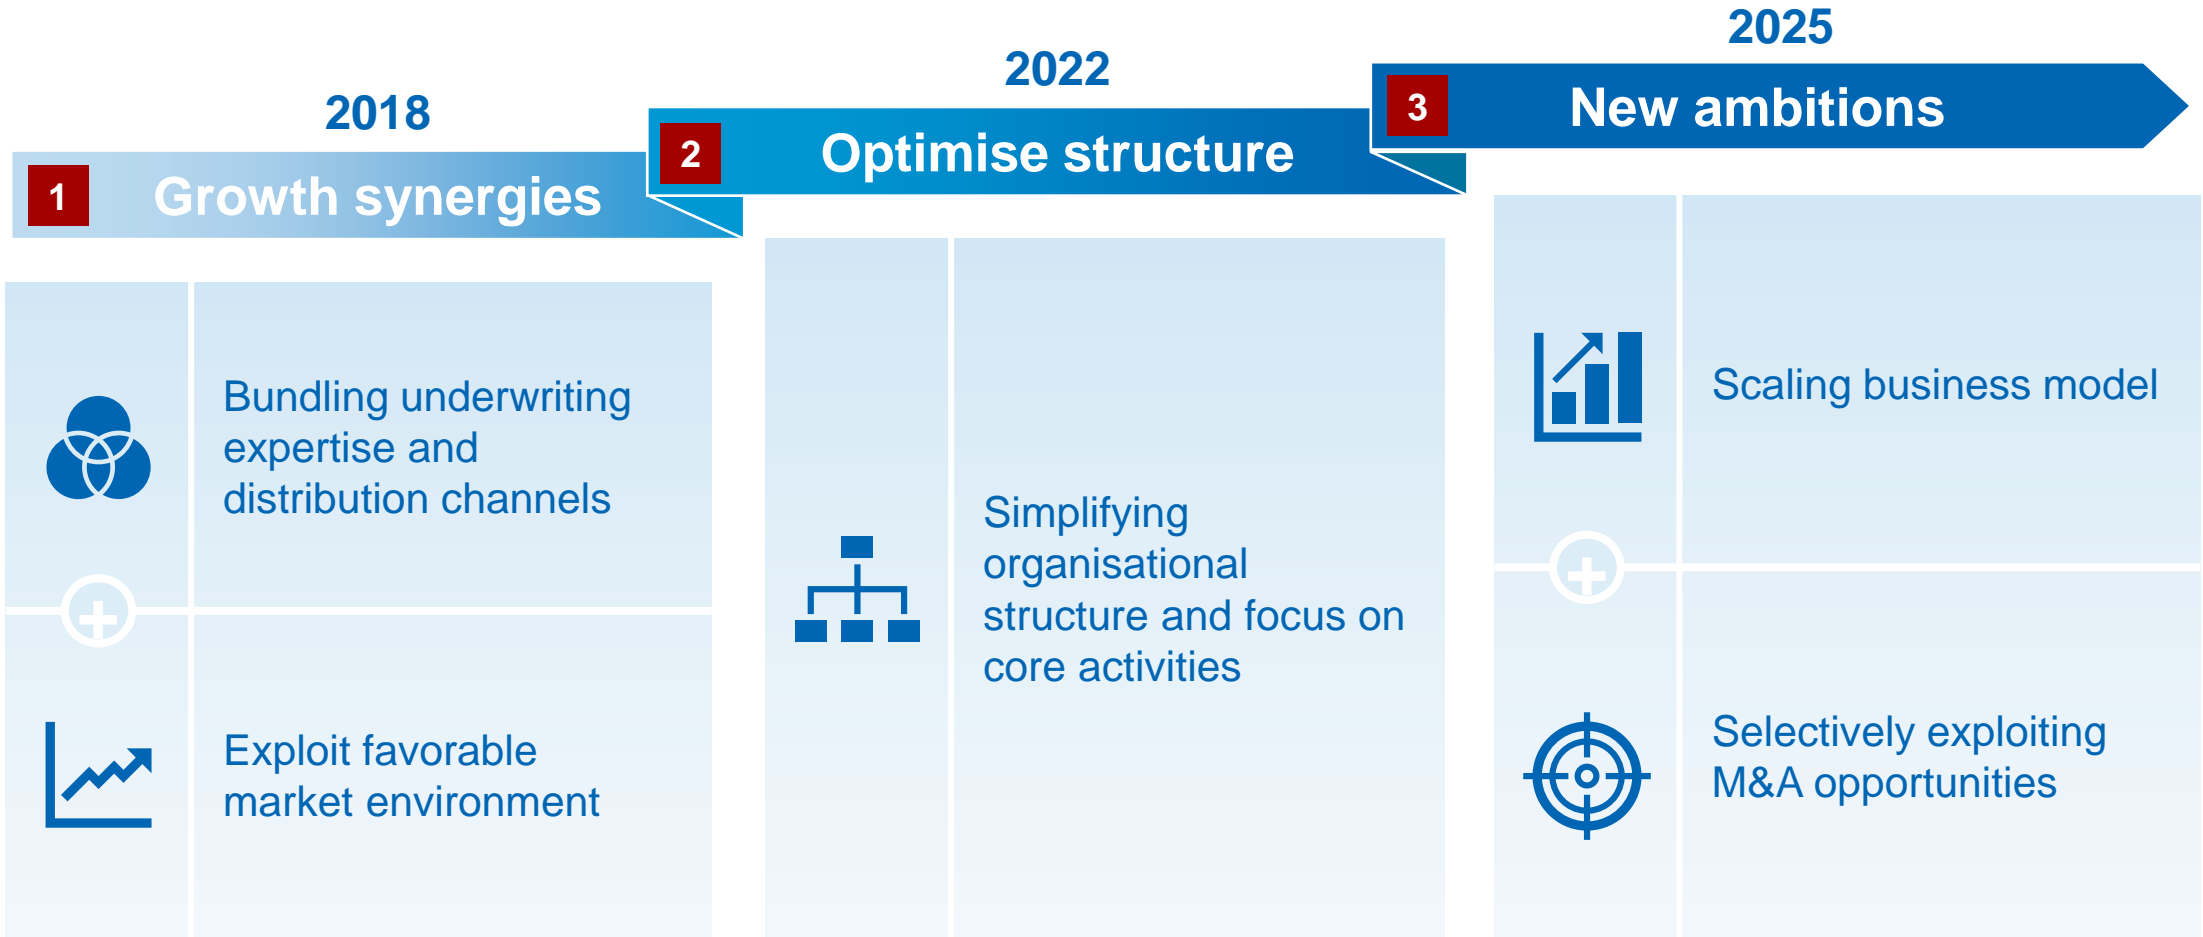 2018
1
Growth synergies
Bundling underwriting
expertise and
distribution channels
Exploit favorable
market environment
2022
2
Optimise structure
Simplifying
organisational
structure and focus on
core activities
2025
3
New ambitions
Scaling business model
Selectively exploiting
M&A opportunities